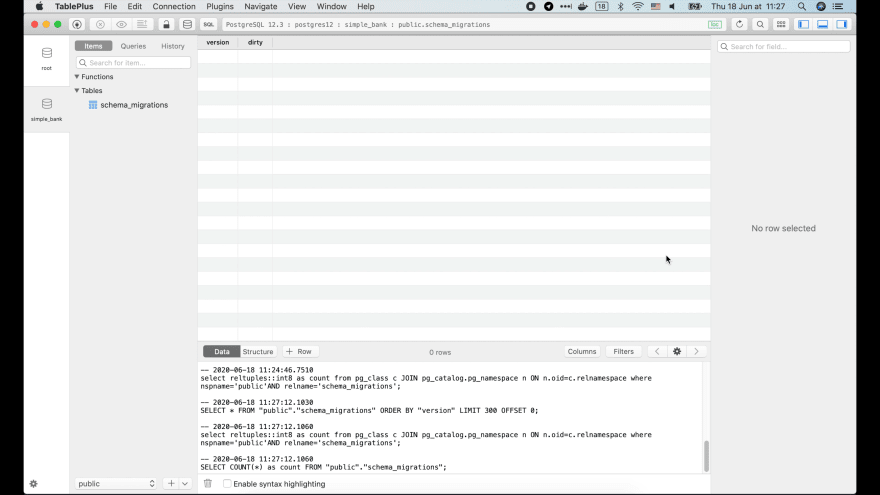 TablePlus File Edit Connection Plugins Navigate View Window Help 18 Thu 18 Jun at 11:27
SQL PostgreSQL 12.3 : postgres12 : simple_bank : public.schema_migrations
root
simple_bank
Items Queries History
Search for item...
Functions
Tables
schema_migrations
version dirty
Search for field...
No row selected
Data Structure + Row 0 rows Columns Filters
-- 2020-06-18 11:24:46.7510
select reltuples::int8 as count from pg_class c JOIN pg_catalog.pg_namespace n ON n.oid=c.relnamespace where
nspname='public'AND relname='schema_migrations';
-- 2020-06-18 11:27:12.1030
SELECT * FROM "public"."schema_migrations" ORDER BY "version" LIMIT 300 OFFSET 0;
-- 2020-06-18 11:27:12.1060
select reltuples::int8 as count from pg_class c JOIN pg_catalog.pg_namespace n ON n.oid=c.relnamespace where
nspname='public'AND relname='schema_migrations';
-- 2020-06-18 11:27:12.1060
SELECT COUNT(*) as count FROM "public"."schema_migrations";
public
Enable syntax highlighting